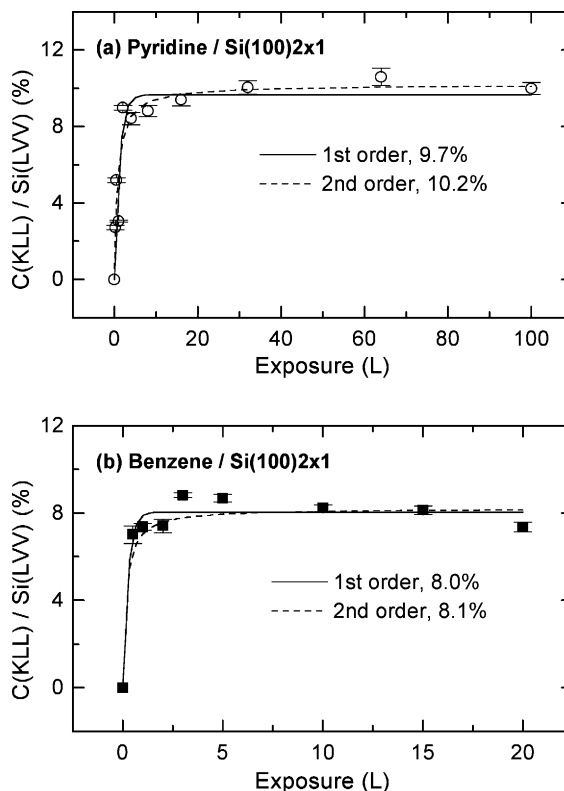 12
(a) Pyridine / Si(100)2x1
8
1st order, 9.7%
2nd order, 10.2%
4
0
C(KLL) / Si(LVV) (%)
0 20 40 60 80 100
Exposure (L)
12
(b) Benzene / Si(100)2x1
8
1st order, 8.0%
2nd order, 8.1%
4
0
C(KLL) / Si(LVV) (%)
0 5 10 15 20
Exposure (L)